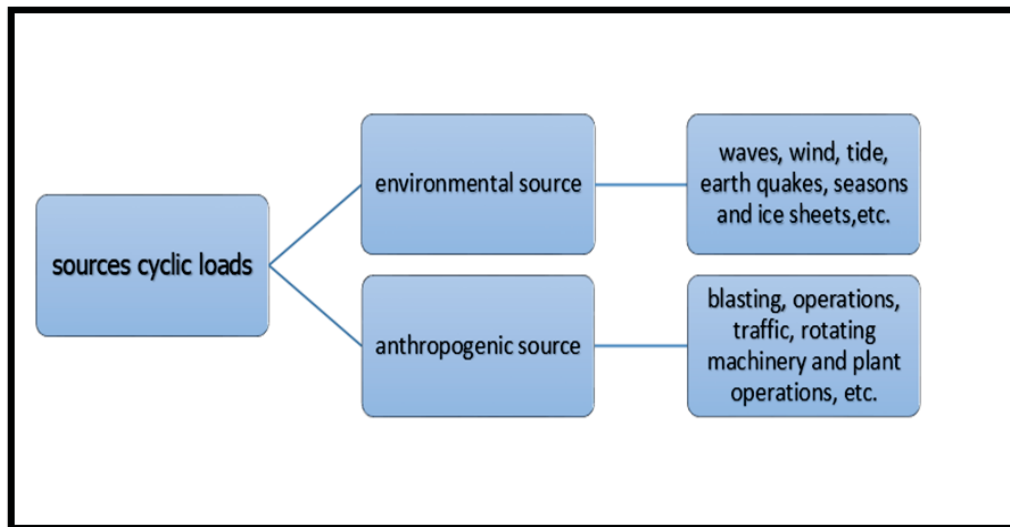 sources cyclic loads
environmental source
waves, wind, tide,
earth quakes, seasons
and ice sheets,etc.
anthropogenic source
blasting, operations,
traffic, rotating
machinery and plant
operations, etc.